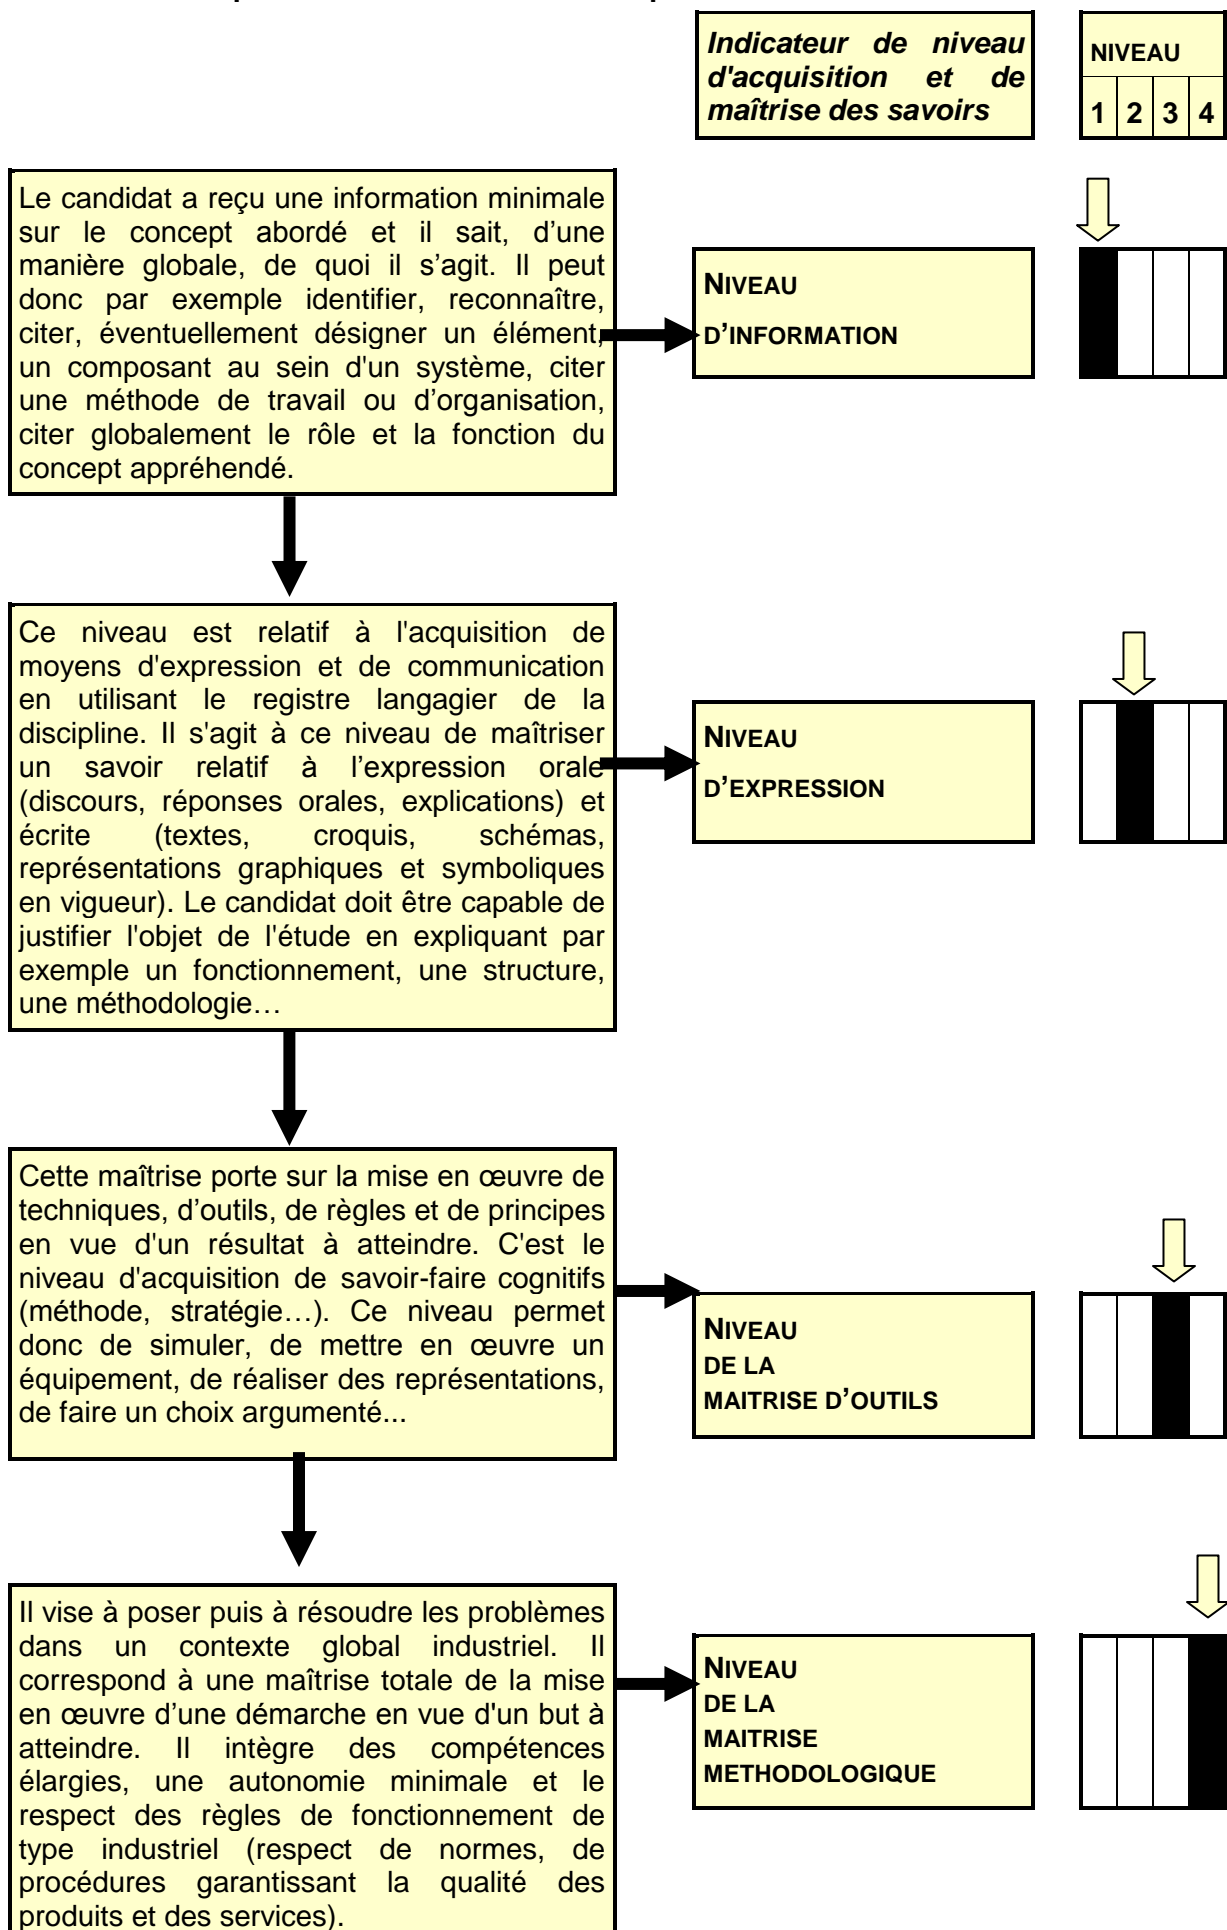 Indicateur de niveau
d'acquisition et de
maîtrise des savoirs
NIVEAU
1 2 3 4
Le candidat a reçu une information minimale
sur le concept abordé et il sait, d’une
manière globale, de quoi il s’agit. Il peut
donc par exemple identifier, reconnaître,
citer, éventuellement désigner un élément,
un composant au sein d'un système, citer
une méthode de travail ou d’organisation,
citer globalement le rôle et la fonction du
concept appréhendé.
NIVEAU
D’INFORMATION
Ce niveau est relatif à l'acquisition de
moyens d'expression et de communication
en utilisant le registre langagier de la
discipline. Il s'agit à ce niveau de maîtriser
un savoir relatif à l’expression orale
(discours, réponses orales, explications) et
écrite (textes, croquis, schémas,
représentations graphiques et symboliques
en vigueur). Le candidat doit être capable de
justifier l'objet de l'étude en expliquant par
exemple un fonctionnement, une structure,
une méthodologie…
NIVEAU
D’EXPRESSION
Cette maîtrise porte sur la mise en œuvre de
techniques, d’outils, de règles et de principes
en vue d'un résultat à atteindre. C'est le
niveau d'acquisition de savoir-faire cognitifs
(méthode, stratégie…). Ce niveau permet
donc de simuler, de mettre en œuvre un
équipement, de réaliser des représentations,
de faire un choix argumenté...
NIVEAU
DE LA
MAITRISE D’OUTILS
Il vise à poser puis à résoudre les problèmes
dans un contexte global industriel. Il
correspond à une maîtrise totale de la mise
en œuvre d’une démarche en vue d'un but à
atteindre. Il intègre des compétences
élargies, une autonomie minimale et le
respect des règles de fonctionnement de
type industriel (respect de normes, de
procédures garantissant la qualité des
produits et des services).
NIVEAU
DE LA
MAITRISE
METHODOLOGIQUE